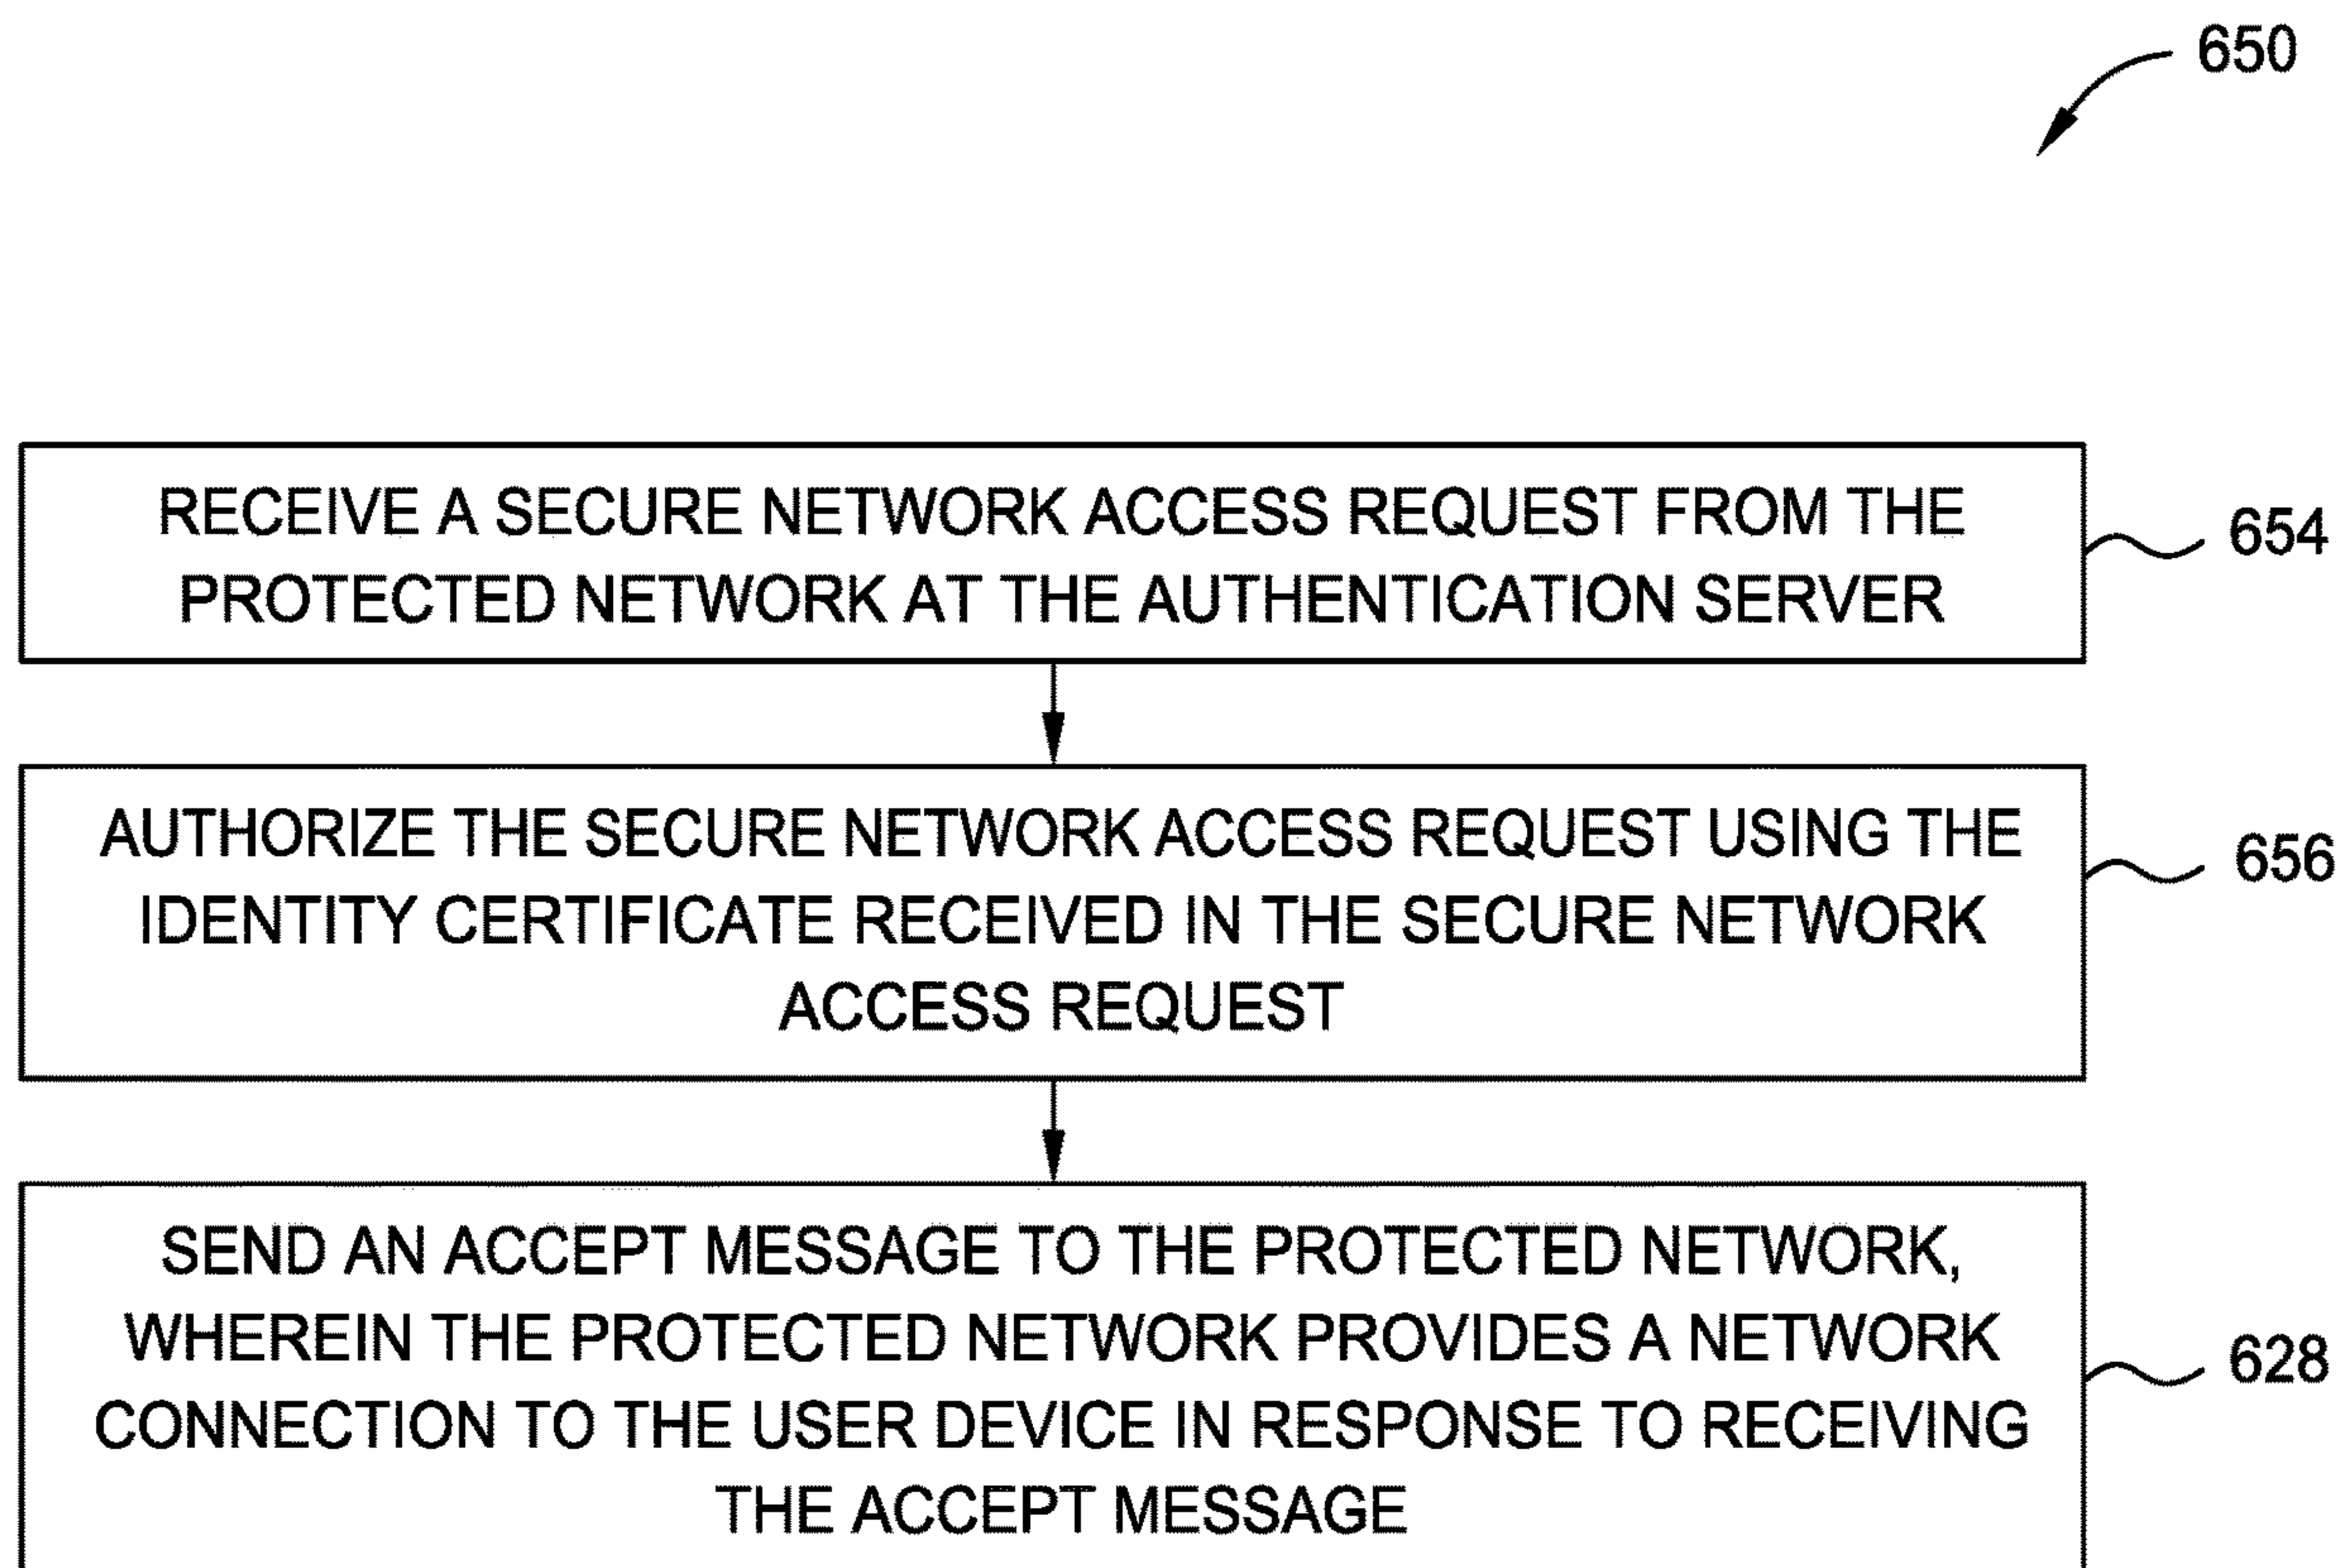 650
RECEIVE A SECURE NETWORK ACCESS REQUEST FROM THE
PROTECTED NETWORK AT THE AUTHENTICATION SERVER
654
AUTHORIZE THE SECURE NETWORK ACCESS REQUEST USING THE
IDENTITY CERTIFICATE RECEIVED IN THE SECURE NETWORK
ACCESS REQUEST
656
SEND AN ACCEPT MESSAGE TO THE PROTECTED NETWORK,
WHEREIN THE PROTECTED NETWORK PROVIDES A NETWORK
CONNECTION TO THE USER DEVICE IN RESPONSE TO RECEIVING
THE ACCEPT MESSAGE
628